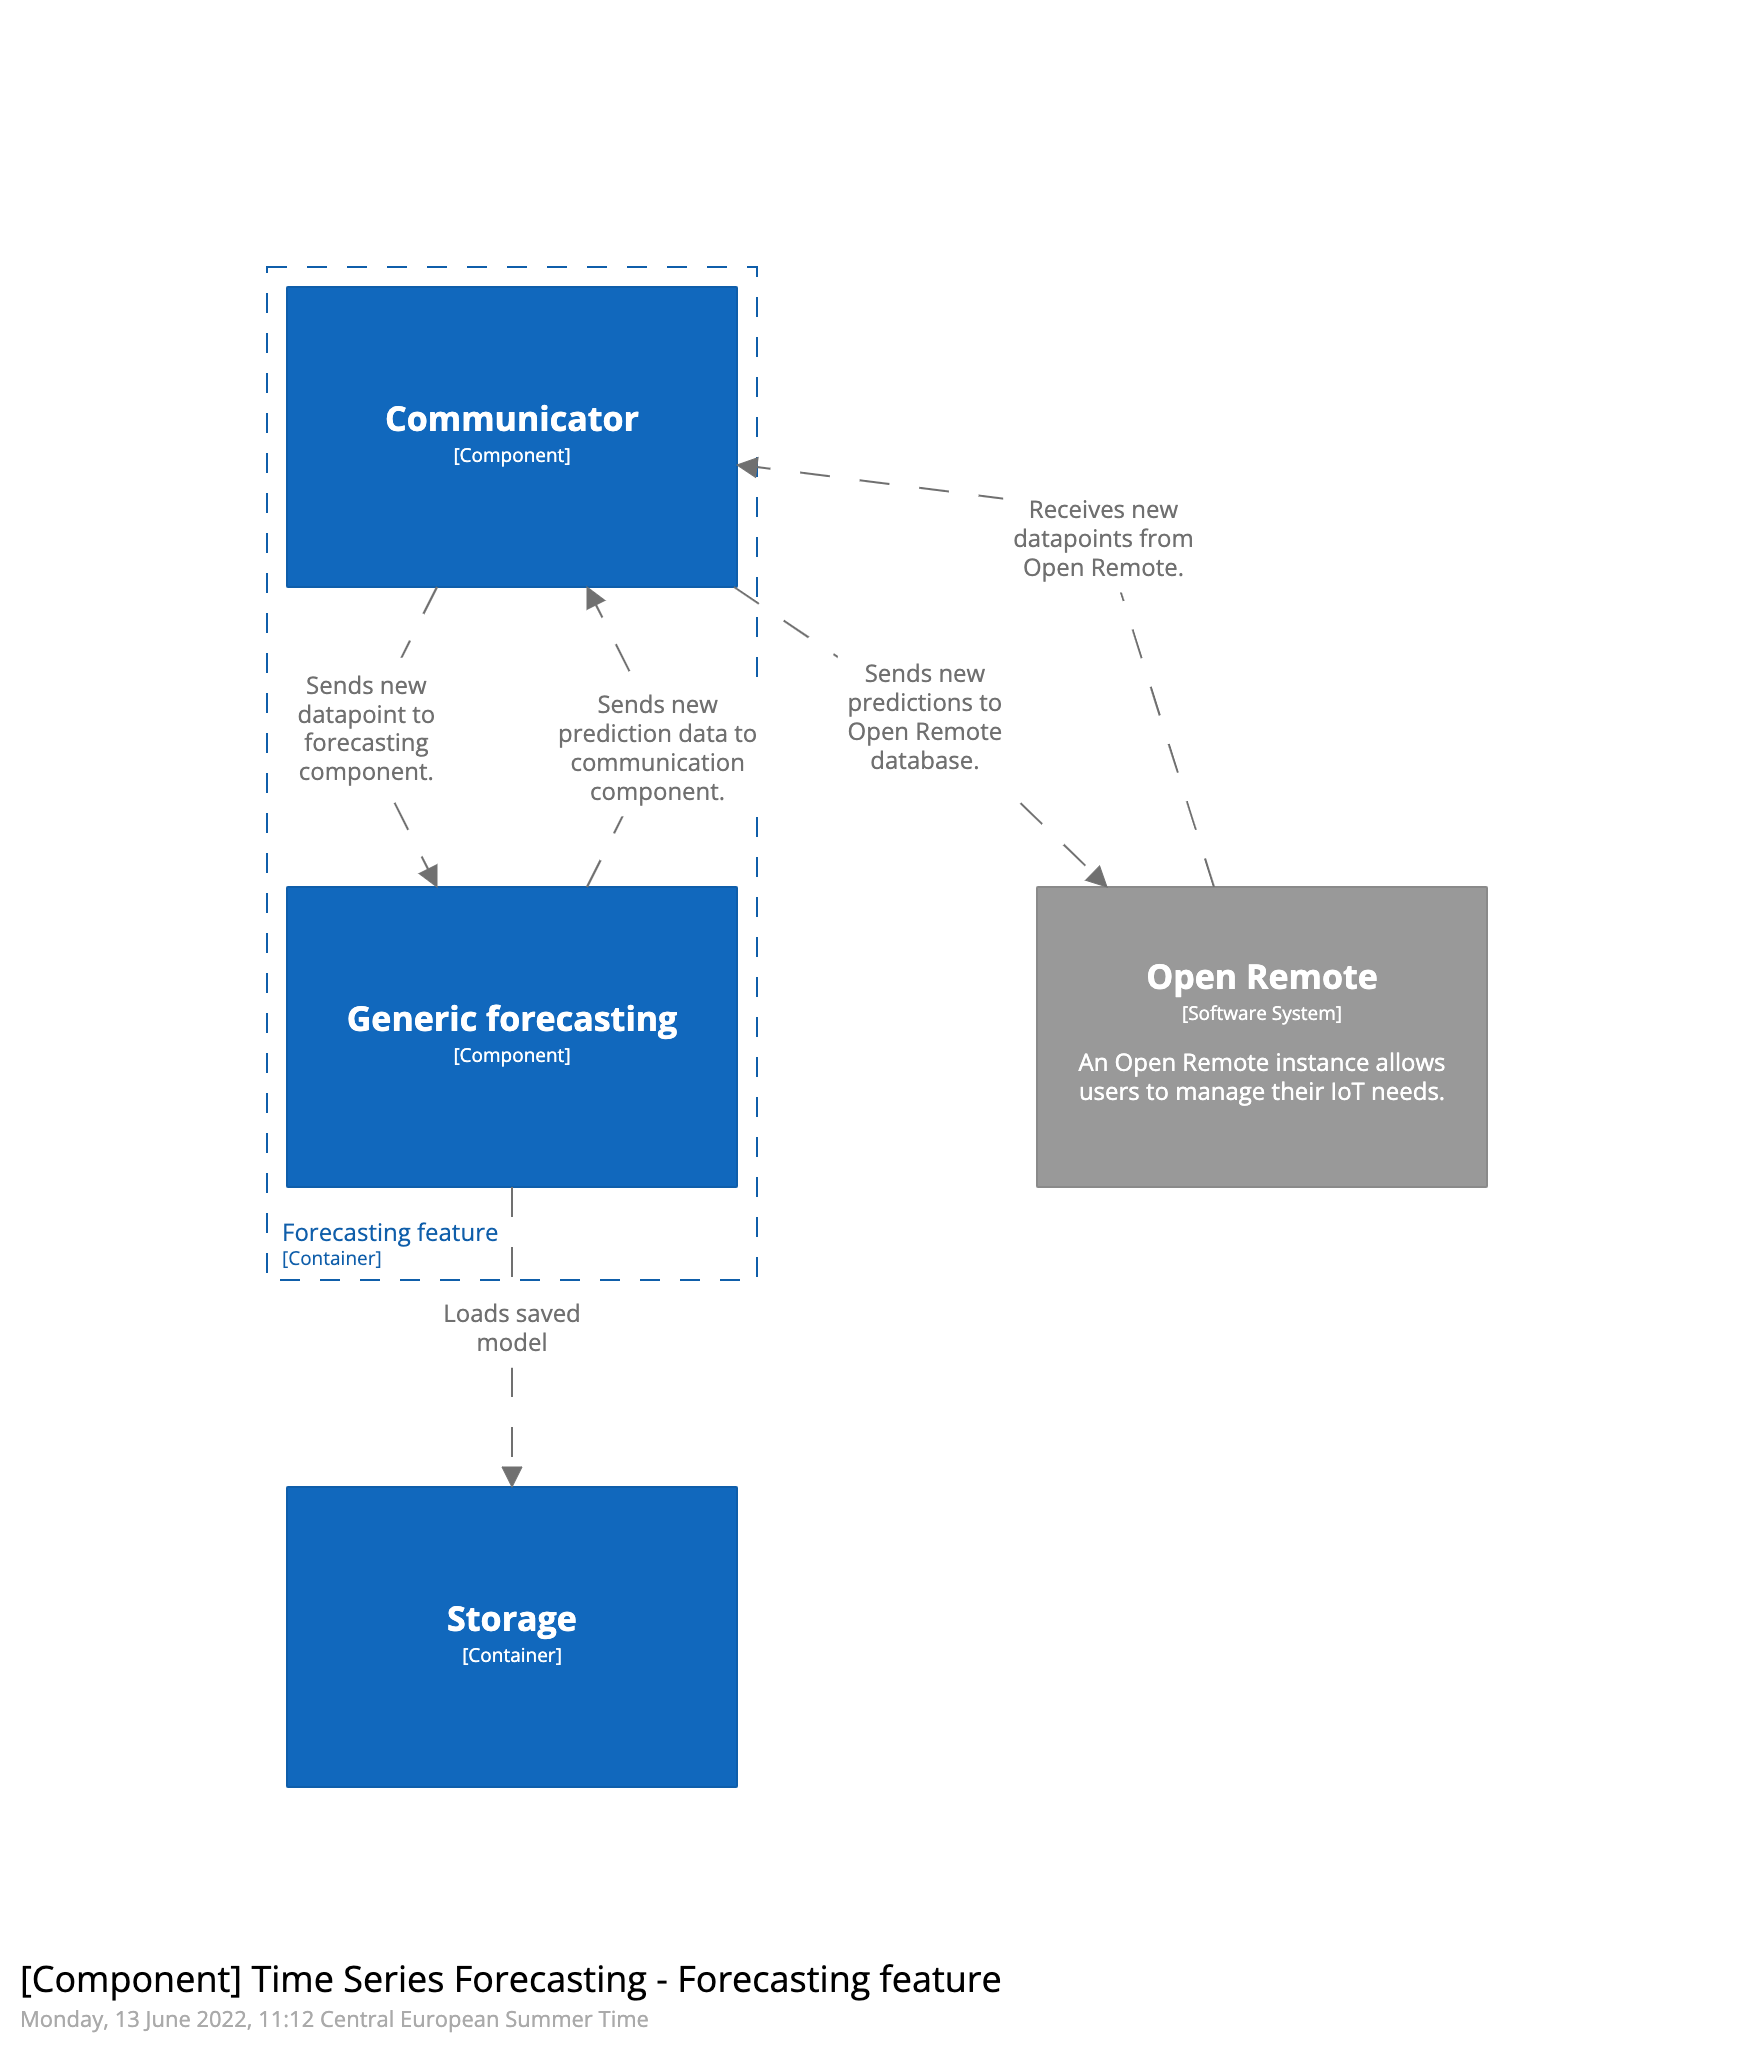 Communicator
[Component]
Receives new
datapoints from
Open Remote.
Sends new
datapoint to
forecasting
component.
Sends new
prediction data to
communication
component.
Sends new
predictions to
Open Remote
database.
Generic forecasting
[Component]
Open Remote
[Software System]
An Open Remote instance allows
users to manage their IoT needs.
Forecasting feature
[Container]
Loads saved
model
Storage
[Container]
[Component] Time Series Forecasting - Forecasting feature
Monday, 13 June 2022, 11:12 Central European Summer Time